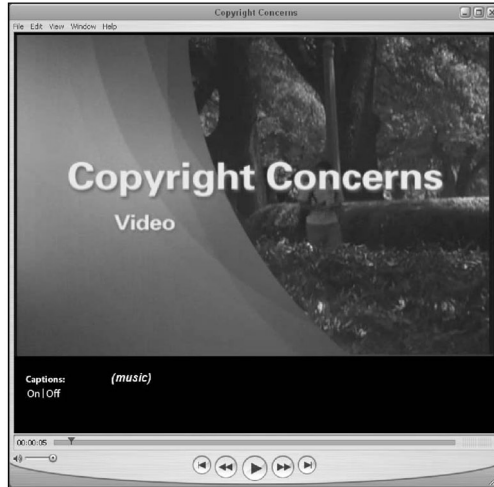 Copyright Concerns
File Edit View Window Help
Copyright Concerns
Video
Captions:
(music)
On | Off
00:00:05